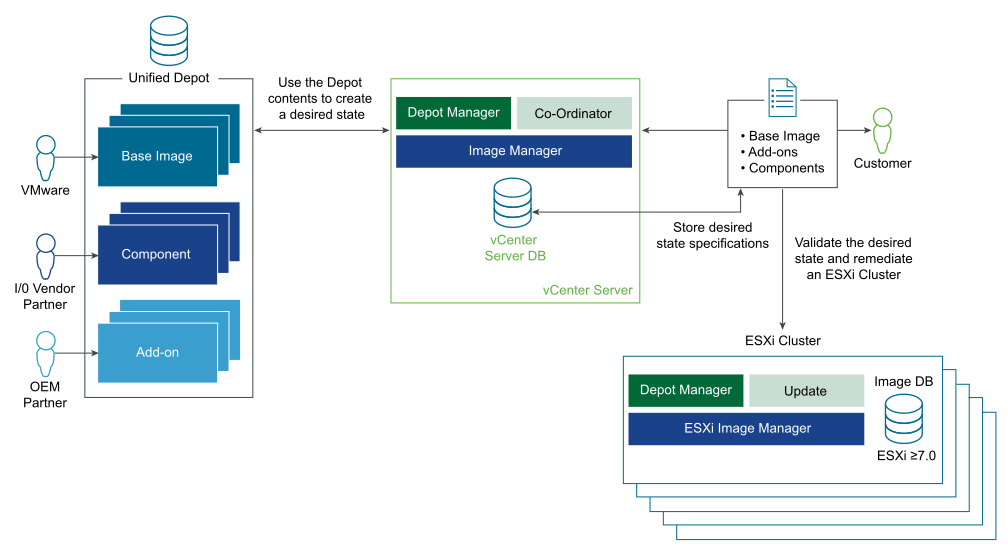 Unified Depot
Base Image
VMware
Component
I/0 Vendor
Partner
Add-on
OEM
Partner
Use the Depot
contents to create
a desired state
Depot Manager
Co-Ordinator
Image Manager
vCenter
Server DB
vCenter Server
• Base Image
• Add-ons
• Components
Customer
Store desired
state specifications
Validate the desired
state and remediate
an ESXi Cluster
ESXi Cluster
Depot Manager
Update
ESXi Image Manager
Image DB
ESXi ≥7.0